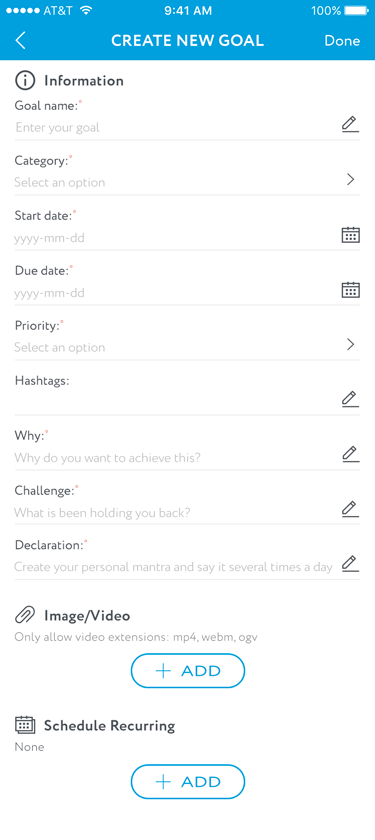 AT&T 9:41 AM 100%
CREATE NEW GOAL Done
Information
Goal name:*
Enter your goal
Category:*
Select an option
Start date:*
yyyy-mm-dd
Due date:*
yyyy-mm-dd
Priority:*
Select an option
Hashtags:
Why:*
Why do you want to achieve this?
Challenge:*
What is been holding you back?
Declaration:*
Create your personal mantra and say it several times a day
Image/Video
Only allow video extensions: mp4, webm, ogv
+ ADD
Schedule Recurring
None
+ ADD